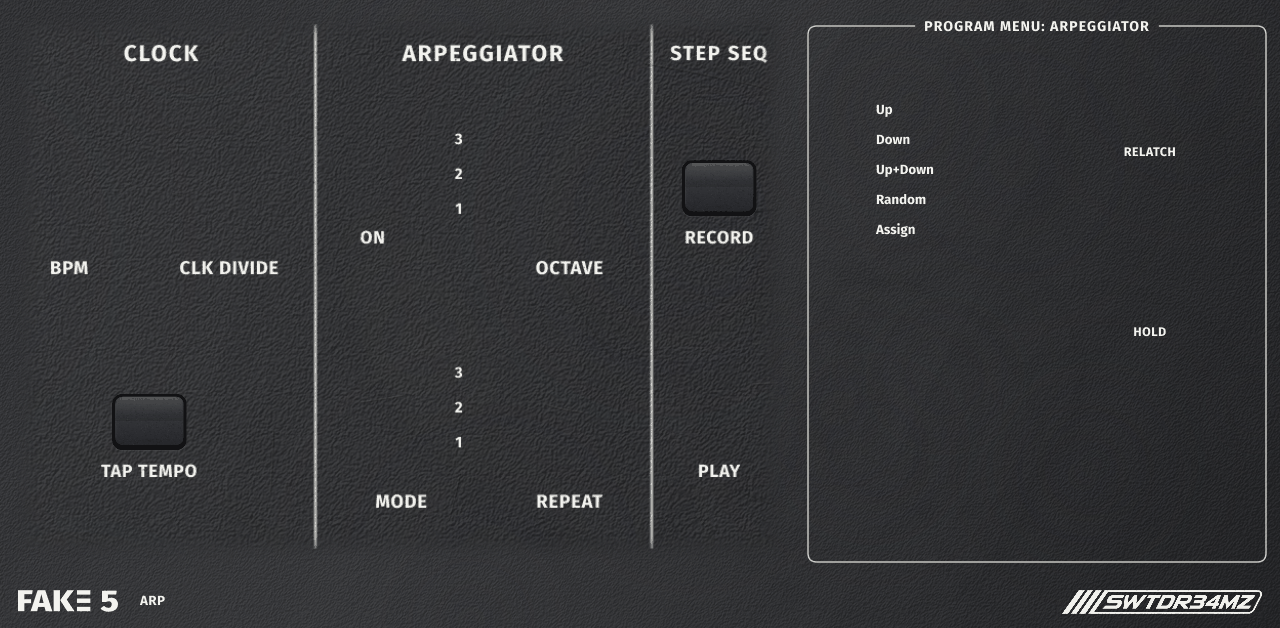 CLOCK
BPM
CLK DIVIDE
TAP TEMPO
ARPEGGIATOR
3
2
1
ON
OCTAVE
3
2
1
MODE
REPEAT
STEP SEQ
RECORD
PLAY
PROGRAM MENU: ARPEGGIATOR
Up
Down
Up+Down
Random
Assign
RELATCH
HOLD
FAKE 5
ARP
SWTDR34MZ